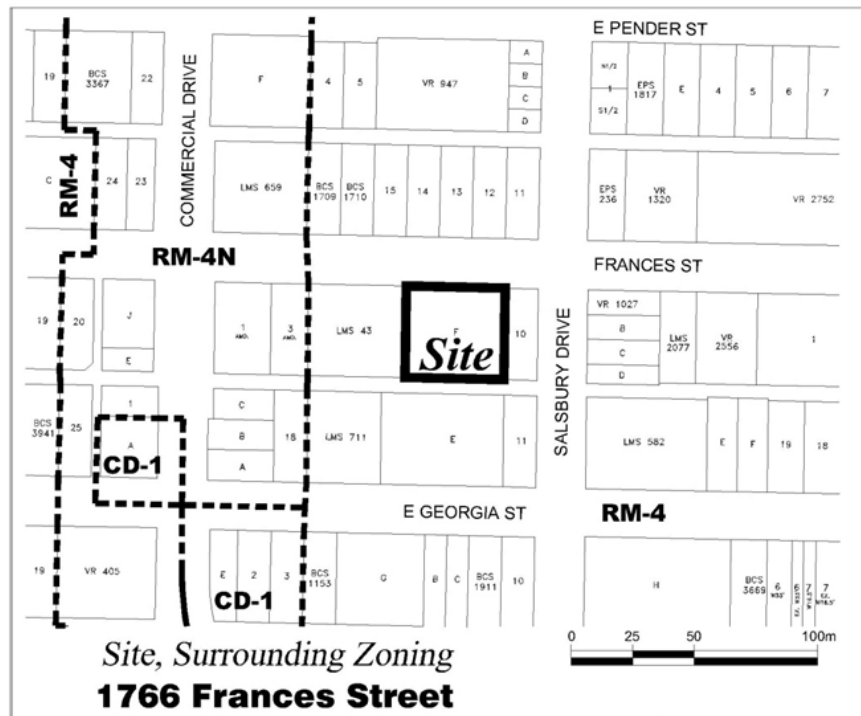 E PENDER ST
19
BCS
3367
22
COMMERCIAL DRIVE
F
4
5
VR 947
A
B
C
D
N1/2
1
S1/2
EPS
1817
E
4
5
6
7
C
RM-4
24
23
LMS 659
BCS
1709
BCS
1710
15
14
13
12
11
EPS
236
VR
1320
VR 2752
RM-4N
FRANCES ST
19
20
J
E
1
AMD.
3
AMD.
LMS 43
F
Site
10
SALSBURY DRIVE
VR 1027
B
C
D
LMS
2077
VR
2556
1
BCS
3941
25
1
A
CD-1
C
B
A
18
LMS 711
E
11
LMS 582
E
F
19
18
E GEORGIA ST
RM-4
19
VR 405
E
2
3
CD-1
BCS
1153
G
B
C
BCS
1911
10
H
BCS
3669
6
6
7
7
0 50 25 100m
Site, Surrounding Zoning
1766 Frances Street